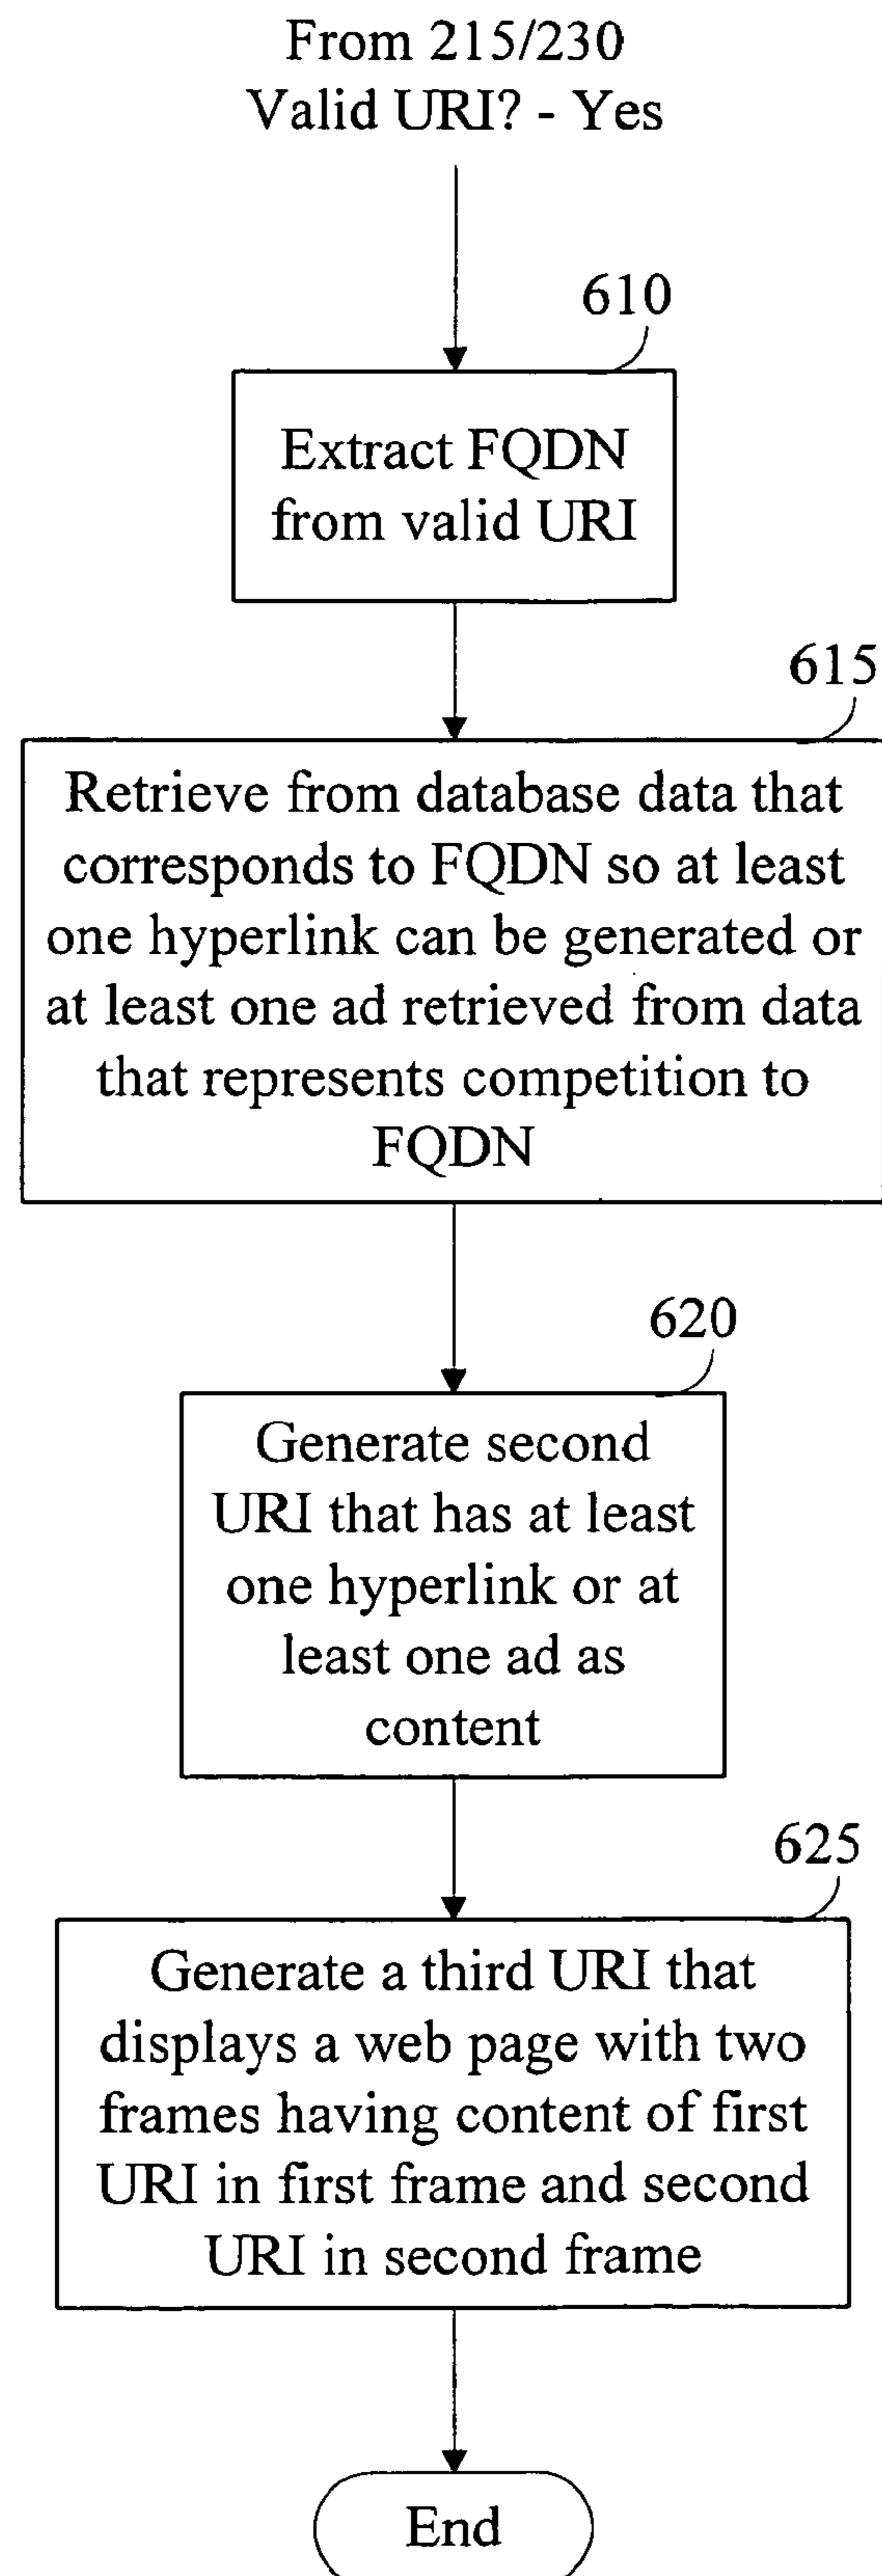 From 215/230
Valid URI? - Yes
610
Extract FQDN
from valid URI
615
Retrieve from database data that
corresponds to FQDN so at least
one hyperlink can be generated or
at least one ad retrieved from data
that represents competition to
FQDN
620
Generate second
URI that has at least
one hyperlink or at
least one ad as
content
625
Generate a third URI that
displays a web page with two
frames having content of first
URI in first frame and second
URI in second frame
End